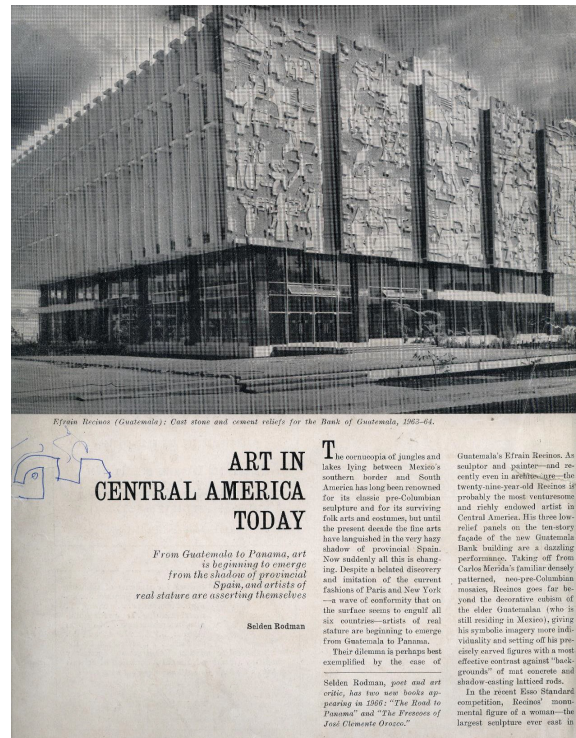 Efrain Recinos (Guatemala): Cast stone and cement reliefs for the Bank of Guatemala, 1963-64.
ART IN
CENTRAL AMERICA
TODAY
From Guatemala to Panama, art
is beginning to emerge
from the shadow of provincial
Spain, and artists of
real stature are asserting themselves
Selden Rodman
The cornucopia of jungles and
lakes lying between Mexico's
southern border and South
America has long been renowned
for its classic pre-Columbian
sculpture and for its surviving
folk arts and costumes, but until
the present decade the fine arts
have languished in the very hazy
shadow of provincial Spain.
Now suddenly all this is chang-
ing. Despite a belated discovery
and imitation of the current
fashions of Paris and New York
—a wave of conformity that on
the surface seems to engulf all
six countries—artists of real
stature are beginning to emerge
from Guatemala to Panama.
Their dilemma is perhaps best
exemplified by the case of
Selden Rodman, poet and art
critic, has two new books ap-
pearing in 1966: "The Road to
Panama" and "The Frescoes of
José Clemente Orozco."
Guatemala's Efrain Recinos. As
sculptor and painter—and re-
cently even in architecture—the
twenty-nine-year-old Recinos is
probably the most venturesome
and richly endowed artist in
Central America. His three low-
relief panels on the ten-story
façade of the new Guatemala
Bank building are a dazzling
performance. Taking off from
Carlos Merida's familiar densely
patterned, neo-pre-Columbian
mosaics, Recinos goes far be-
yond the decorative cubism of
the elder Guatemalan (who is
still residing in Mexico), giving
his symbolic imagery more indi-
viduality and setting off his pre-
cisely carved figures with a most
effective contrast against "back-
grounds" of mat concrete and
shadow-casting latticed rods.
In the recent Esso Standard
competition, Recinos' monu-
mental figure of a woman—the
largest sculpture ever cast in